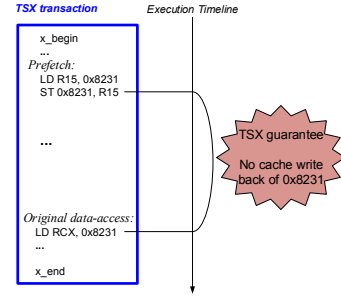 TSX transaction
Execution Timeline
x_begin
...
Prefetch:
LD R15, 0x8231
ST 0x8231, R15
...
Original data-access:
LD RCX, 0x8231
...
x_end
TSX guarantee
No cache write
back of 0x8231